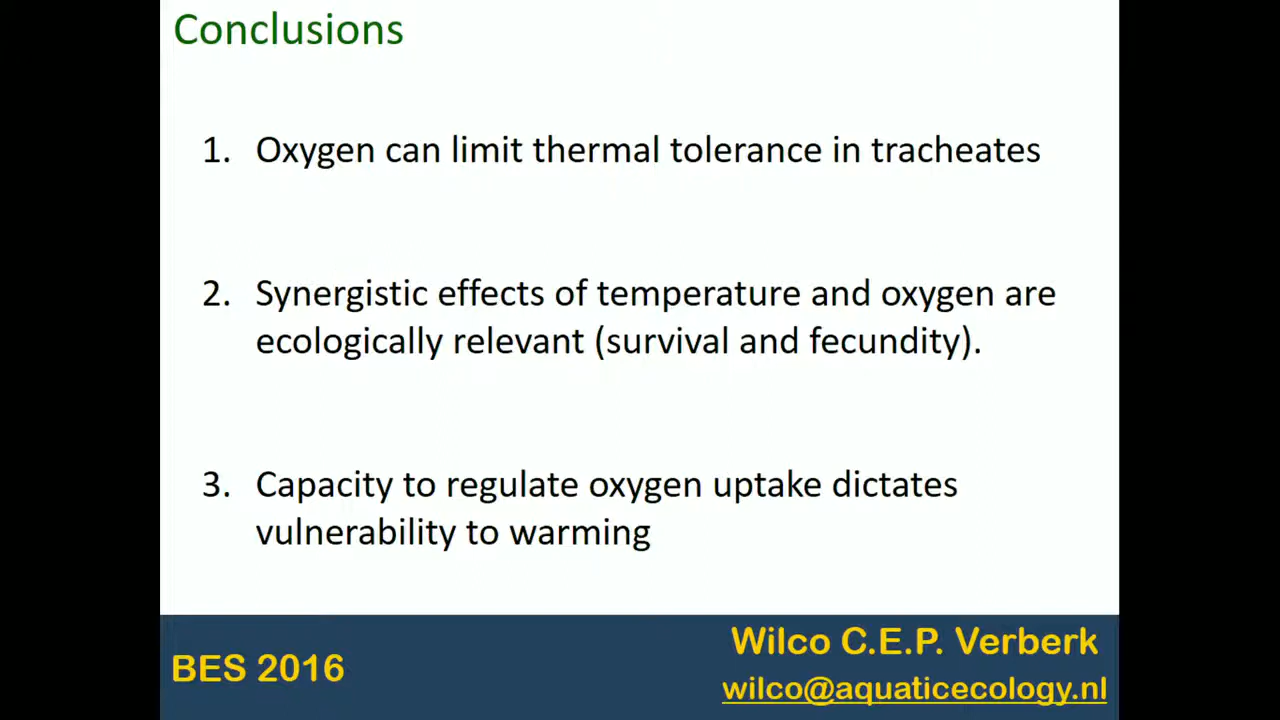 Conclusions
1. Oxygen can limit thermal tolerance in tracheates
2. Synergistic effects of temperature and oxygen are
ecologically relevant (survival and fecundity).
3. Capacity to regulate oxygen uptake dictates
vulnerability to warming
BES 2016
Wilco C.E.P. Verberk
wilco@aquaticecology.nl